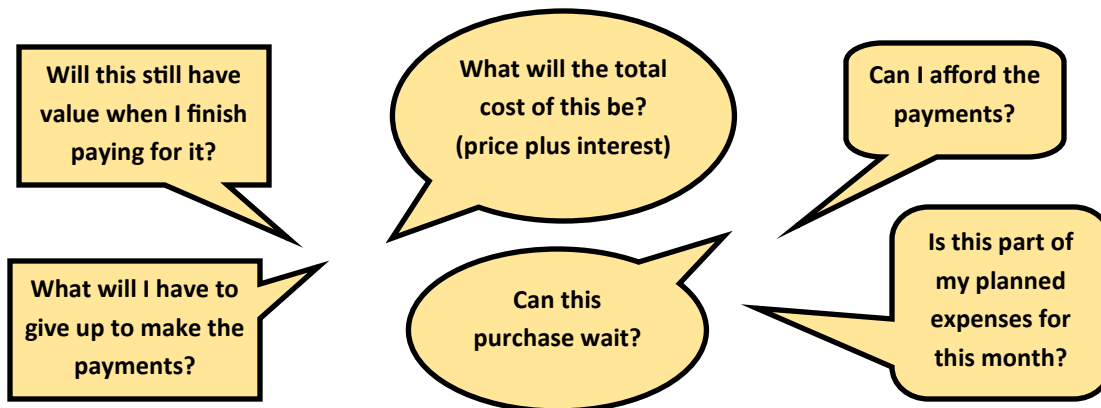 Will this still have
value when I finish
paying for it?
What will the total
cost of this be?
(price plus interest)
Can I afford the
payments?
What will I have to
give up to make the
payments?
Can this
purchase wait?
Is this part of
my planned
expenses for
this month?